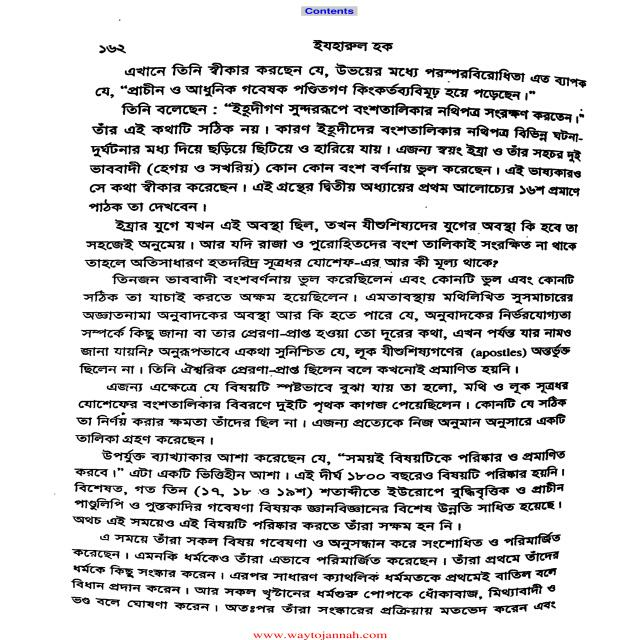 Contents
১৬২ ইযহারুল হক
এখানে তিনি স্বীকার করছেন যে, উভয়ের মধ্যে পরস্পরবিরোধিতা এত ব্যাপক
যে, “প্রাচীন ও আধুনিক গবেষক পণ্ডিতগণ কিংকর্তব্যবিমূঢ় হয়ে পড়েছেন।”
তিনি বলেছেন : “ইহূদীগণ সুন্দররূপে বংশতালিকার নথিপত্র সংরক্ষণ করতেন।”
তাঁর এই কথাটি সঠিক নয়। কারণ ইহূদীদের বংশতালিকার নথিপত্র বিভিন্ন ঘটনা-
দুর্ঘটনার মধ্য দিয়ে ছড়িয়ে ছিটিয়ে ও হারিয়ে যায়। এজন্য স্বয়ং ইয্রা ও তাঁর সহচর দুই
ভাববাদী (হেগয় ও সখরিয়) কোন কোন বংশ বর্ণনায় ভুল করেছেন। এই ভাষ্যকারও
সে কথা স্বীকার করেছেন। এই গ্রন্থের দ্বিতীয় অধ্যায়ের প্রথম আলোচ্যের ১৬শ প্রমাণে
পাঠক তা দেখবেন।
ইয্রার যুগে যখন এই অবস্থা ছিল, তখন যীশুশিষ্যদের যুগের অবস্থা কি হবে তা
সহজেই অনুমেয়। আর যদি রাজা ও পুরোহিতদের বংশ তালিকাই সংরক্ষিত না থাকে
তাহলে অতিসাধারণ হতদরিদ্র সূত্রধর যোশেফ-এর আর কী মূল্য থাকে?
তিনজন ভাববাদী বংশবর্ণনায় ভুল করেছিলেন এবং কোনটি ভুল এবং কোনটি
সঠিক তা যাচাই করতে অক্ষম হয়েছিলেন। এমতাবস্থায় মথিলিখিত সুসমাচারের
অজ্ঞাতনামা অনুবাদকের অবস্থা আর কি হতে পারে যে, অনুবাদকের নির্ভরযোগ্যতা
সম্পর্কে কিছু জানা বা তার প্রেরণা-প্রাপ্ত হওয়া তো দূরের কথা, এখন পর্যন্ত যার নামও
জানা যায়নি? অনুরূপভাবে একথা সুনিশ্চিত যে, লূক যীশুশিষ্যগণের (apostles) অন্তর্ভুক্ত
ছিলেন না। তিনি ঐশ্বরিক প্রেরণা-প্রাপ্ত ছিলেন বলে কখনোই প্রমাণিত হয়নি।
এজন্য এক্ষেত্রে যে বিষয়টি স্পষ্টভাবে বুঝা যায় তা হলো, মথি ও লূক সূত্রধর
যোশেফের বংশতালিকার বিবরণে দুইটি পৃথক কাগজ পেয়েছিলেন। কোনটি যে সঠিক
তা নির্ণয় করার ক্ষমতা তাঁদের ছিল না। এজন্য প্রত্যেকে নিজ অনুমান অনুসারে একটি
তালিকা গ্রহণ করেছেন।
উপর্যুক্ত ব্যাখ্যাকার আশা করেছেন যে, “সময়ই বিষয়টিকে পরিষ্কার ও প্রমাণিত
করবে।” এটা একটি ভিত্তিহীন আশা। এই দীর্ঘ ১৮০০ বছরেও বিষয়টি পরিষ্কার হয়নি।
বিশেষত, গত তিন (১৭, ১৮ ও ১৯শ) শতাব্দীতে ইউরোপে বুদ্ধিবৃত্তিক ও প্রাচীন
পাণ্ডুলিপি ও পুস্তকাদির গবেষণা বিষয়ক জ্ঞানবিজ্ঞানের বিশেষ উন্নতি সাধিত হয়েছে।
অথচ এই সময়েও এই বিষয়টি পরিষ্কার করতে তাঁরা সক্ষম হন নি।
এ সময়ে তাঁরা সকল বিষয় গবেষণা ও অনুসন্ধান করে সংশোধিত ও পরিমার্জিত
করেছেন। এমনকি ধর্মকেও তাঁরা এভাবে পরিমার্জিত করেছেন। তাঁরা প্রথমে তাঁদের
ধর্মকে কিছু সংস্কার করেন। এরপর সাধারণ ক্যাথলিক ধর্মমতকে প্রথমেই বাতিল বলে
বিধান প্রদান করেন। আর সকল খৃস্টানের ধর্মগুরু পোপকে ধোঁকাবাজ, মিথ্যাবাদী ও
ভণ্ড বলে ঘোষণা করেন। অতঃপর তাঁরা সংস্কারের প্রক্রিয়ায় মতভেদ করেন এবং
www.waytojannah.com